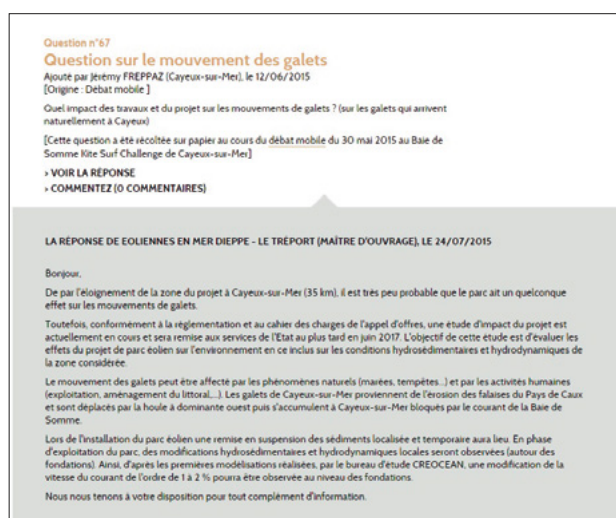 Question n°67
Question sur le mouvement des galets
Ajouté par Jérémy FREPPAZ (Cayeux-sur-Mer), le 12/06/2015
[Origine : Débat mobile ]
Quel impact des travaux et du projet sur les mouvements de galets ? (sur les galets qui arrivent
naturellement à Cayeux)
[Cette question a été récoltée sur papier au cours du débat mobile du 30 mai 2015 au Baie de
Somme Kite Surf Challenge de Cayeux-sur-Mer]
› VOIR LA RÉPONSE
› COMMENTEZ (0 COMMENTAIRES)
LA RÉPONSE DE EOLIENNES EN MER DIEPPE - LE TRÉPORT (MAÎTRE D'OUVRAGE), LE 24/07/2015
Bonjour,
De par l'éloignement de la zone du projet à Cayeux-sur-Mer (35 km), il est très peu probable que le parc ait un quelconque
effet sur les mouvements de galets.
Toutefois, conformément à la règlementation et au cahier des charges de l'appel d'offres, une étude d'impact du projet est
actuellement en cours et sera remise aux services de l'Etat au plus tard en juin 2017. L'objectif de cette étude est d'évaluer les
effets du projet de parc éolien sur l'environnement en ce inclus sur les conditions hydrosédimentaires et hydrodynamiques de
la zone considérée.
Le mouvement des galets peut être affecté par les phénomènes naturels (marées, tempêtes...) et par les activités humaines
(exploitation, aménagement du littoral,...). Les galets de Cayeux-sur-Mer proviennent de l'érosion des falaises du Pays de Caux
et sont déplacés par la houle à dominante ouest puis s'accumulent à Cayeux-sur-Mer bloqués par le courant de la Baie de
Somme.
Lors de l'installation du parc éolien une remise en suspension des sédiments localisée et temporaire aura lieu. En phase
d'exploitation du parc, des modifications hydrosédimentaires et hydrodynamiques locales seront observées (autour des
fondations). Ainsi, d'après les premières modélisations réalisées, par le bureau d'étude CREOCEAN, une modification de la
vitesse du courant de l'ordre de 1 à 2 % pourra être observée au niveau des fondations.
Nous nous tenons à votre disposition pour tout complément d'information.